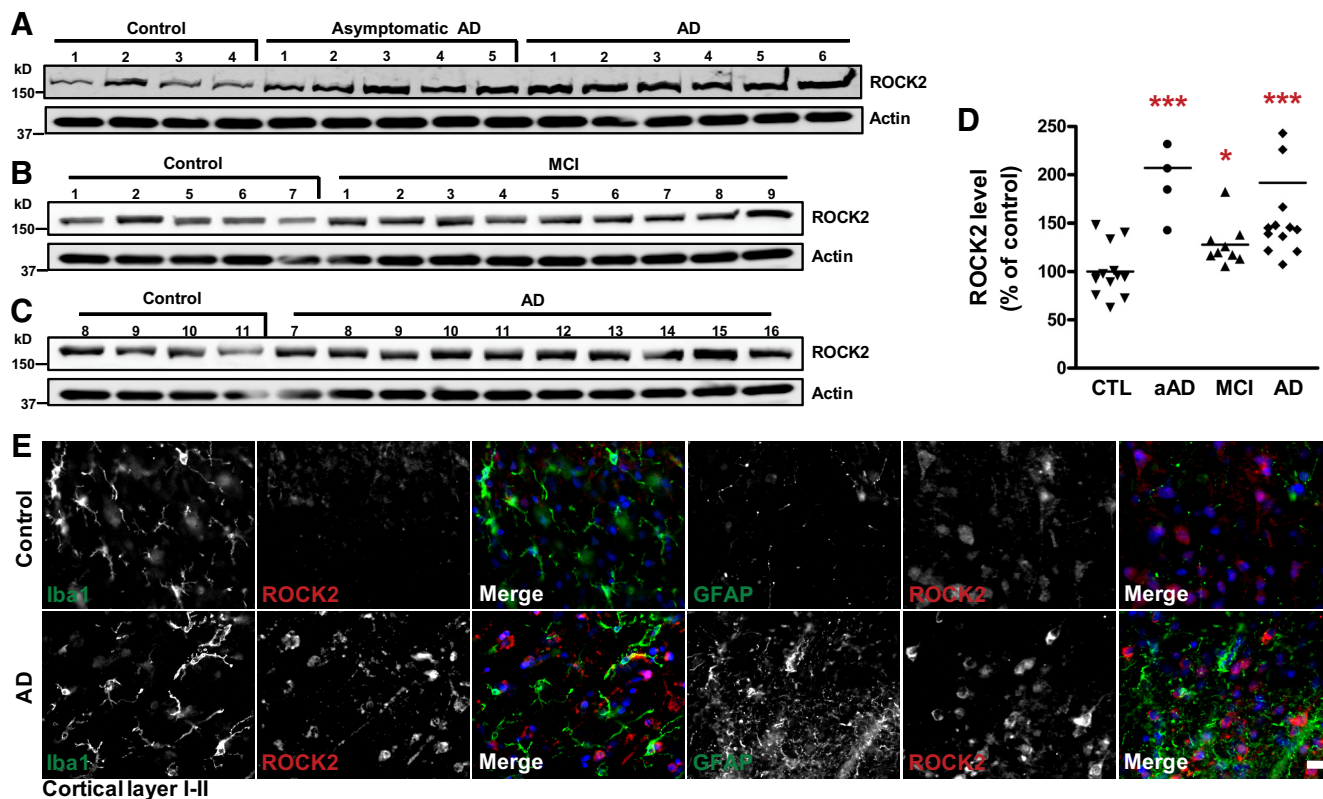 A
Control
Asymptomatic AD
AD
1 2 3 4 1 2 3 4 5 1 2 3 4 5 6
kD
150
ROCK2
37
Actin
B
Control
MCI
1 2 5 6 7 1 2 3 4 5 6 7 8 9
kD
150
ROCK2
37
Actin
C
Control
AD
8 9 10 11 7 8 9 10 11 12 13 14 15 16
kD
150
ROCK2
37
Actin
D
*** * ***
ROCK2 level
(% of control)
250
200
150
100
50
0
CTL aAD MCI AD
E
Control
Iba1 ROCK2 Merge GFAP ROCK2 Merge
AD
Iba1 ROCK2 Merge GFAP ROCK2 Merge
Cortical layer I-II